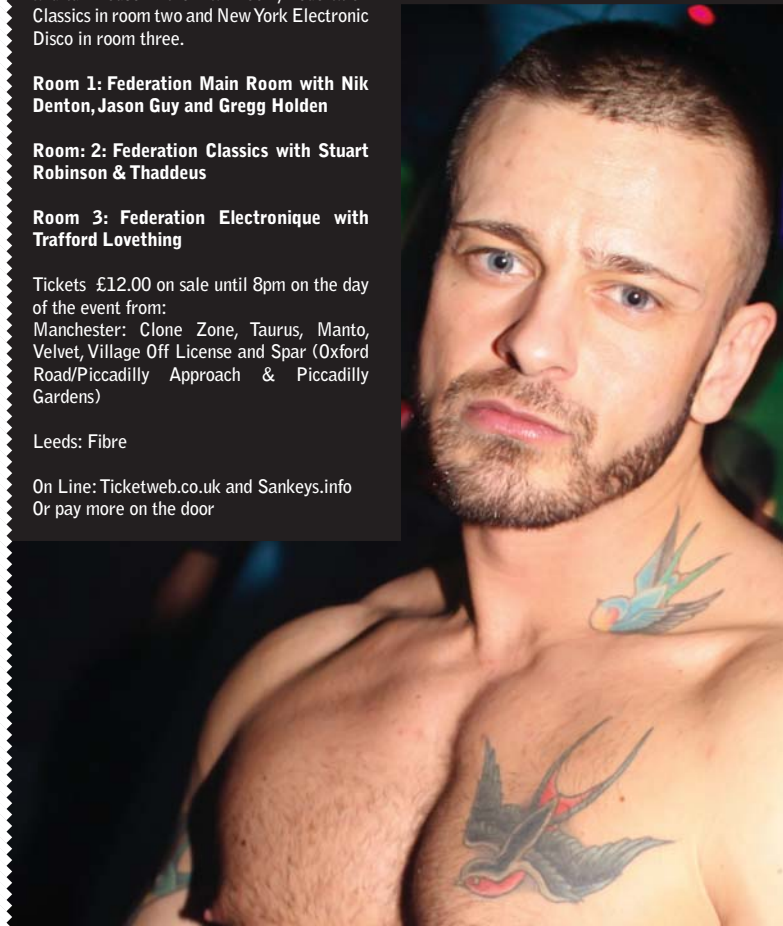 Classics in room two and New York Electronic
Disco in room three.
Room 1: Federation Main Room with Nik
Denton, Jason Guy and Gregg Holden
Room: 2: Federation Classics with Stuart
Robinson & Thaddeus
Room 3: Federation Electronique with
Trafford Lovething
Tickets £12.00 on sale until 8pm on the day
of the event from:
Manchester: Clone Zone, Taurus, Manto,
Velvet, Village Off License and Spar (Oxford
Road/Piccadilly Approach & Piccadilly
Gardens)
Leeds: Fibre
On Line: Ticketweb.co.uk and Sankeys.info
Or pay more on the door